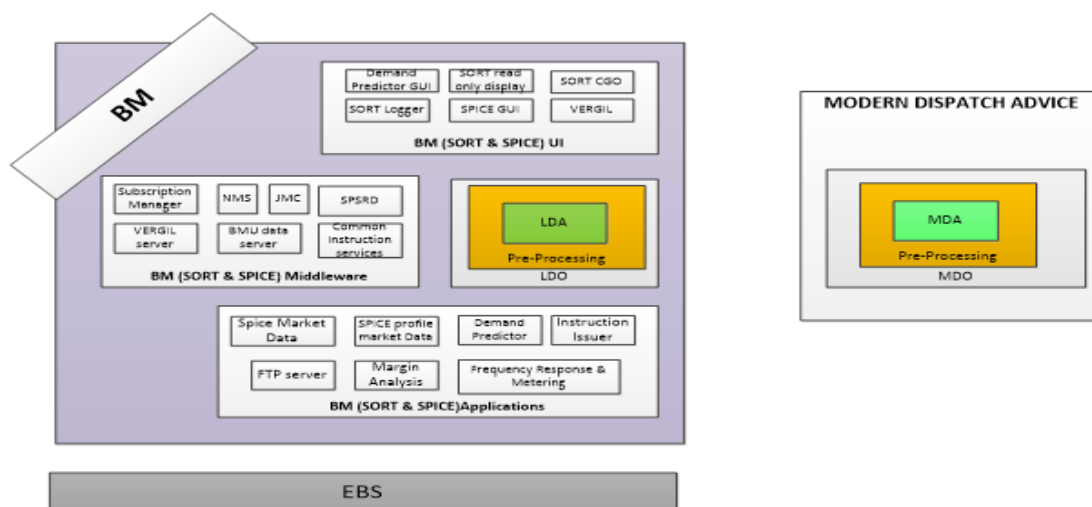 BM
Demand
Predictor GUI
SORT read
only display
SORT CGO
SORT Logger
SPICE GUI
VERGIL
BM (SORT & SPICE) UI
MODERN DISPATCH ADVICE
Subscription
Manager
NMS
JMC
SPSRD
VERGIL
server
BMU data
server
Common
Instruction
services
BM (SORT & SPICE) Middleware
LDA
Pre-Processing
LDO
MDA
Pre-Processing
MDO
Spice Market
Data
SPICE profile
market Data
Demand
Predictor
Instruction
Issuer
FTP server
Margin
Analysis
Frequency Response &
Metering
BM (SORT & SPICE)Applications
EBS